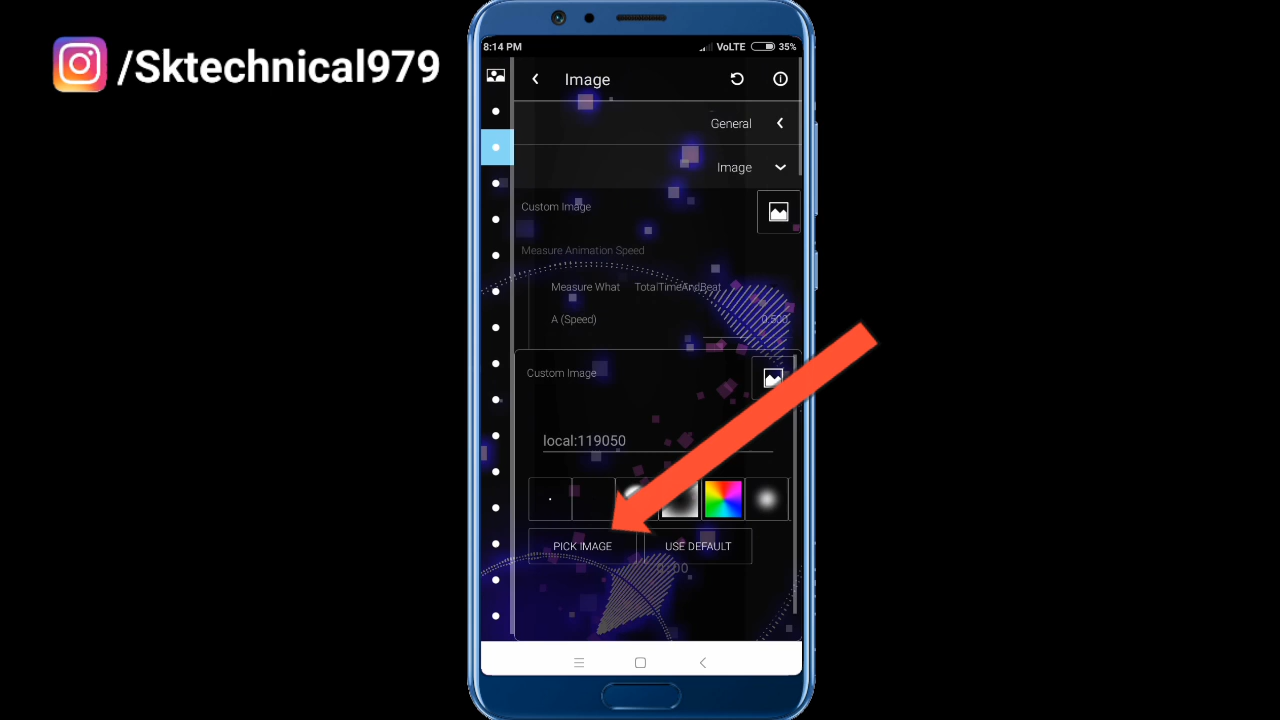 /Sktechnical979
8:14 PM VoLTE 35%
Image
General
Image
Custom Image
Measure Animation Speed
Measure What TotalTimeAndBeat
A (Speed) 0.500
Custom Image
local:119050
PICK IMAGE USE DEFAULT